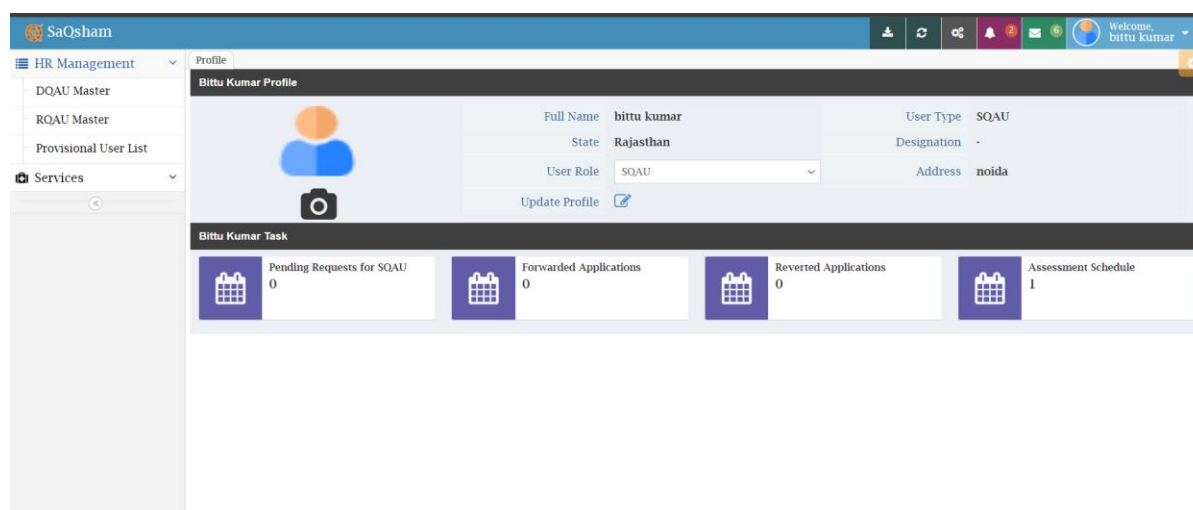 SaQsham
2
6
Welcome,
bittu kumar
HR Management
DQAU Master
RQAU Master
Provisional User List
Services
Profile
Bittu Kumar Profile
Full Name bittu kumar User Type SQAU
State Rajasthan Designation -
User Role SQAU Address noida
Update Profile
Bittu Kumar Task
Pending Requests for SQAU
0
Forwarded Applications
0
Reverted Applications
0
Assessment Schedule
1